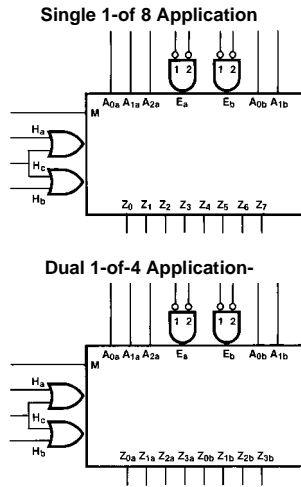 Single 1-of 8 Application
1 2 1 2
A0a A1a A2a Ea Eb A0b A1b
M
Ha
Hc
Hb
Z0 Z1 Z2 Z3 Z4 Z5 Z6 Z7
Dual 1-of-4 Application-
1 2 1 2
A0a A1a A2a Ea Eb A0b A1b
M
Ha
Hc
Hb
Z0a Z1a Z2a Z3a Z0b Z1b Z2b Z3b